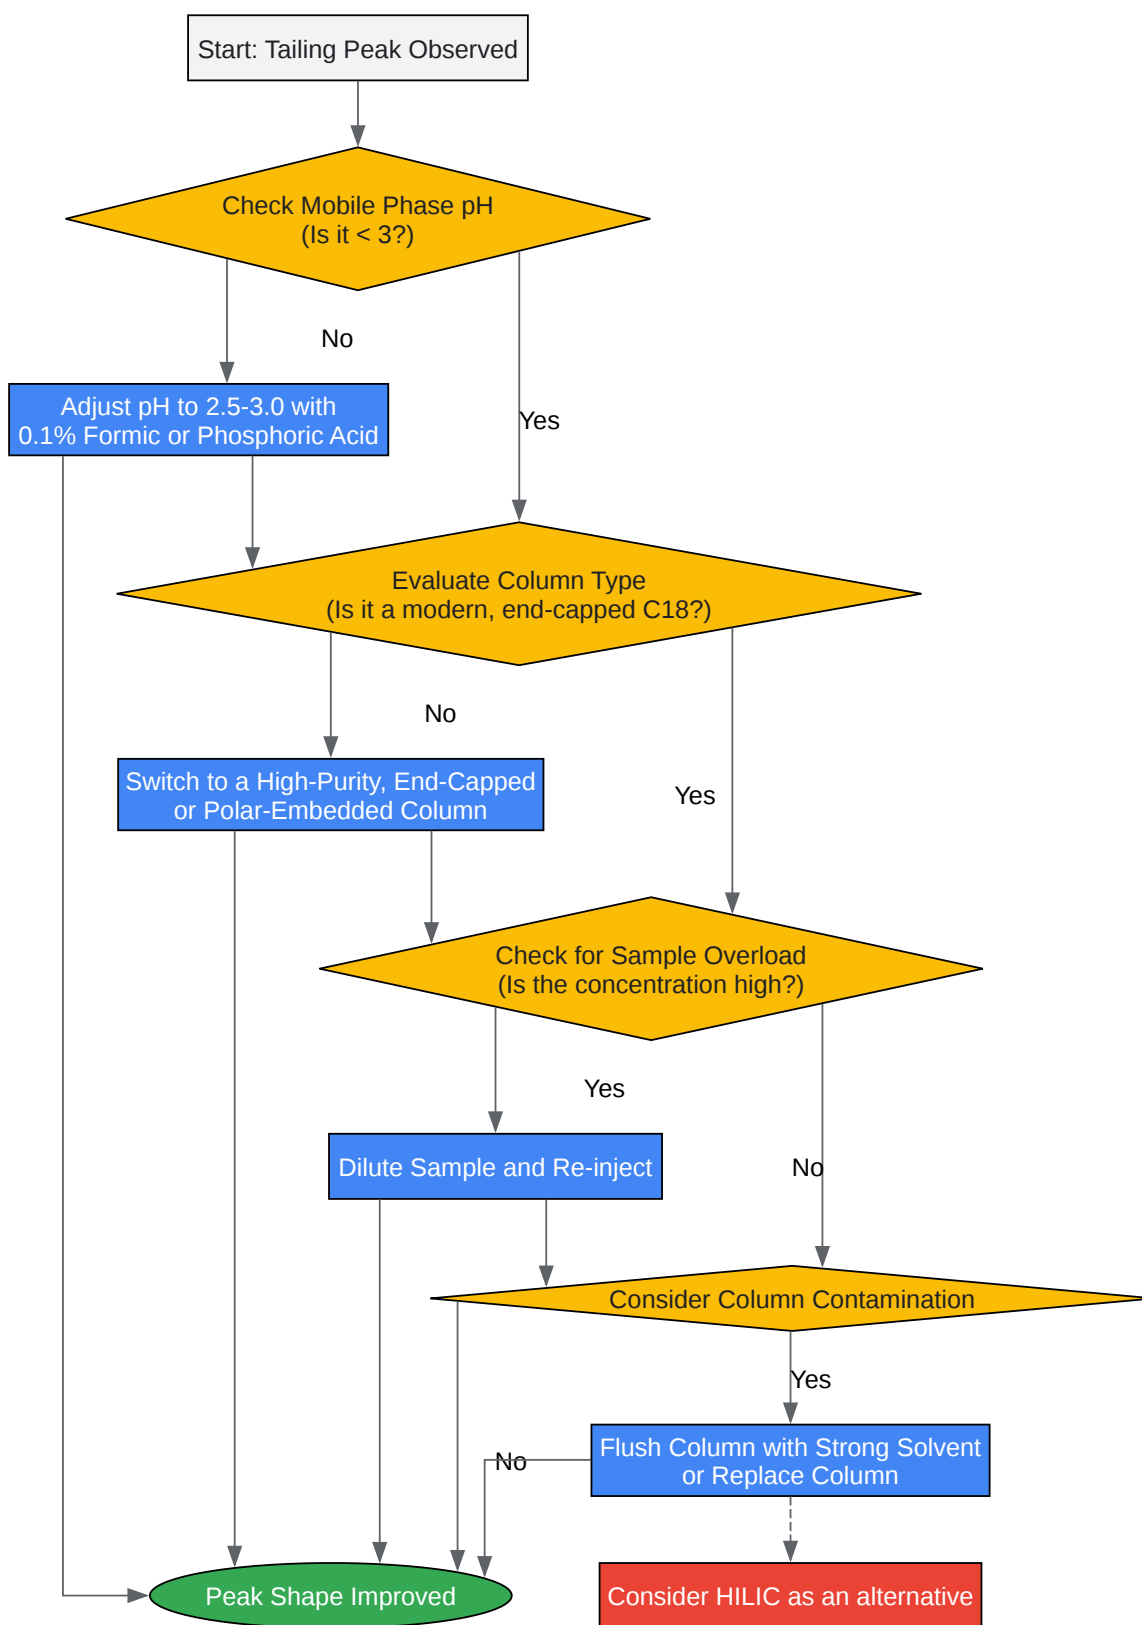 Start: Tailing Peak Observed
Check Mobile Phase pH
(Is it < 3?)
No
Adjust pH to 2.5-3.0 with
0.1% Formic or Phosphoric Acid
Yes
Evaluate Column Type
(Is it a modern, end-capped C18?)
No
Switch to a High-Purity, End-Capped
or Polar-Embedded Column
Yes
Check for Sample Overload
(Is the concentration high?)
Yes
Dilute Sample and Re-inject
No
Consider Column Contamination
Yes
Flush Column with Strong Solvent
or Replace Column
No
Peak Shape Improved
Consider HILIC as an alternative